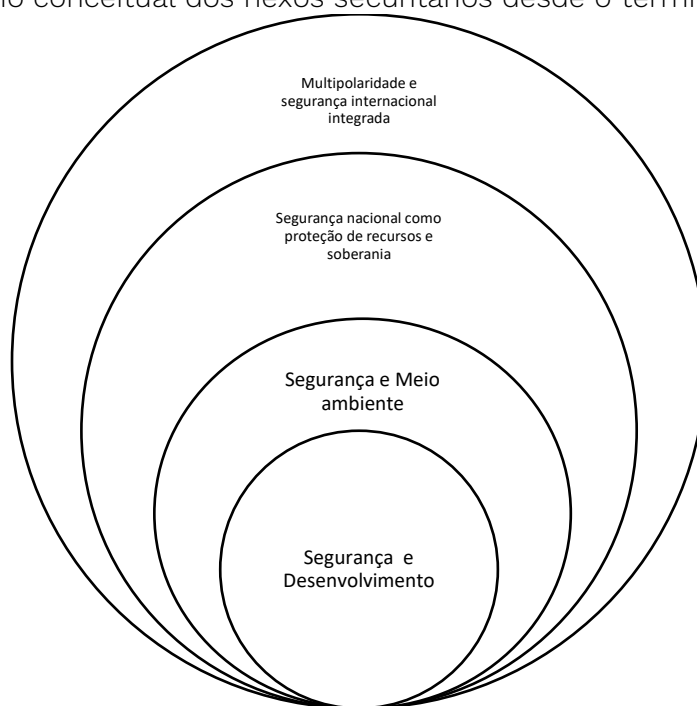 conceitual dos nexos securitários desde o
Multipolaridade e
segurança internacional
integrada
Segurança nacional como
proteção de recursos e
soberania
Segurança e Meio
ambiente
Segurança e
Desenvolvimento